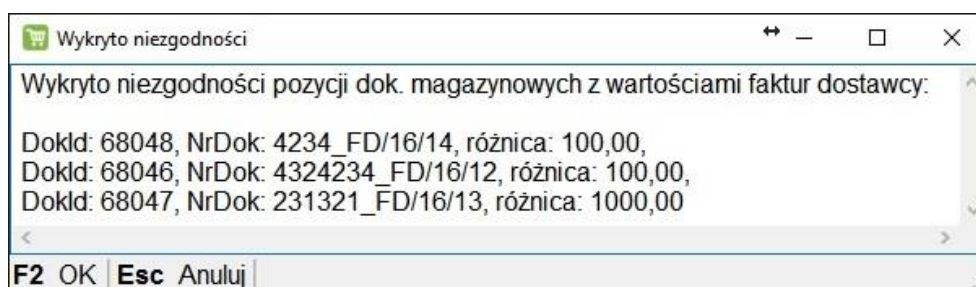 Wykryto niezgodności
Wykryto niezgodności pozycji dok. magazynowych z wartościami faktur dostawcy:
DokId: 68048, NrDok: 4234_FD/16/14, różnica: 100,00,
DokId: 68046, NrDok: 4324234_FD/16/12, różnica: 100,00,
DokId: 68047, NrDok: 231321_FD/16/13, różnica: 1000,00
F2 OK Esc Anuluj